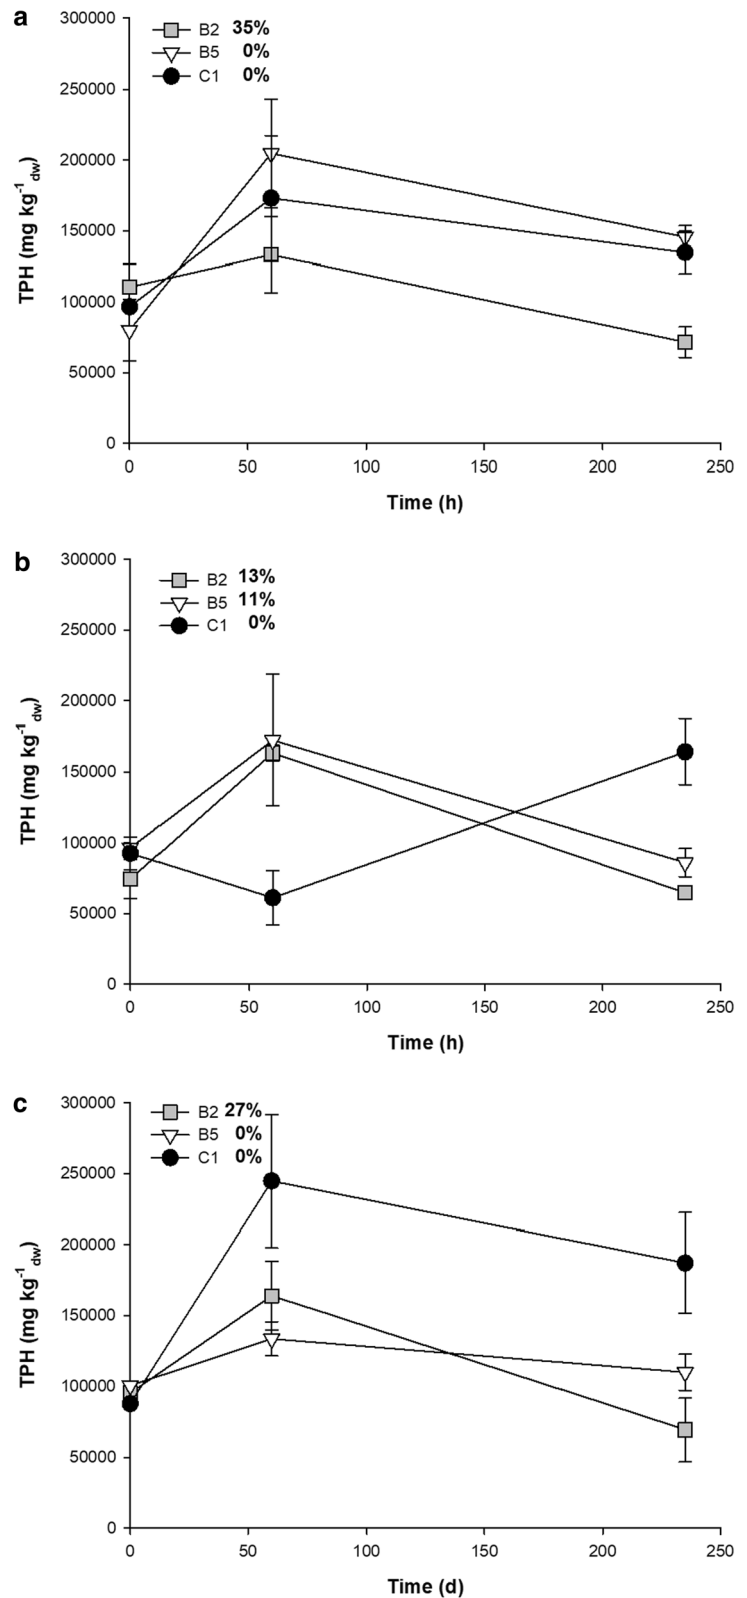 a
300000
250000
200000
150000
100000
50000
0
B2 35%
B5 0%
C1 0%
TPH (mg kg⁻¹dw)
0 50 100 150 200 250
Time (h)
b
300000
250000
200000
150000
100000
50000
0
B2 13%
B5 11%
C1 0%
TPH (mg kg⁻¹dw)
0 50 100 150 200 250
Time (h)
c
300000
250000
200000
150000
100000
50000
0
B2 27%
B5 0%
C1 0%
TPH (mg kg⁻¹dw)
0 50 100 150 200 250
Time (d)